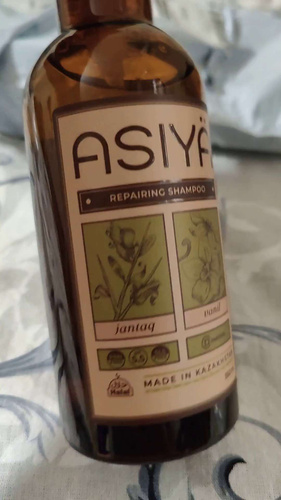 ASIYA
REPAIRING SHAMPOO
jantaq
Halal
MADE IN KAZAKHSTAN